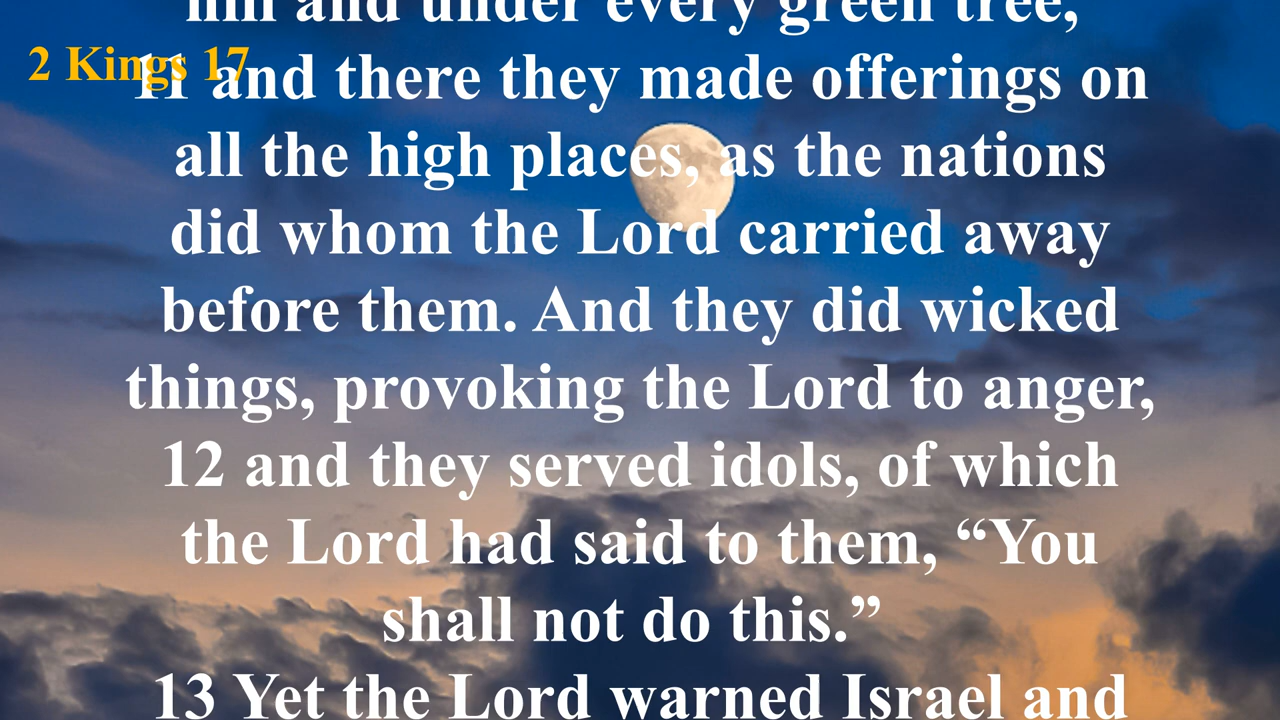 hill and under every green tree,
2 Kings 17
11 and there they made offerings on
all the high places, as the nations
did whom the Lord carried away
before them. And they did wicked
things, provoking the Lord to anger,
12 and they served idols, of which
the Lord had said to them, “You
shall not do this.”
13 Yet the Lord warned Israel and